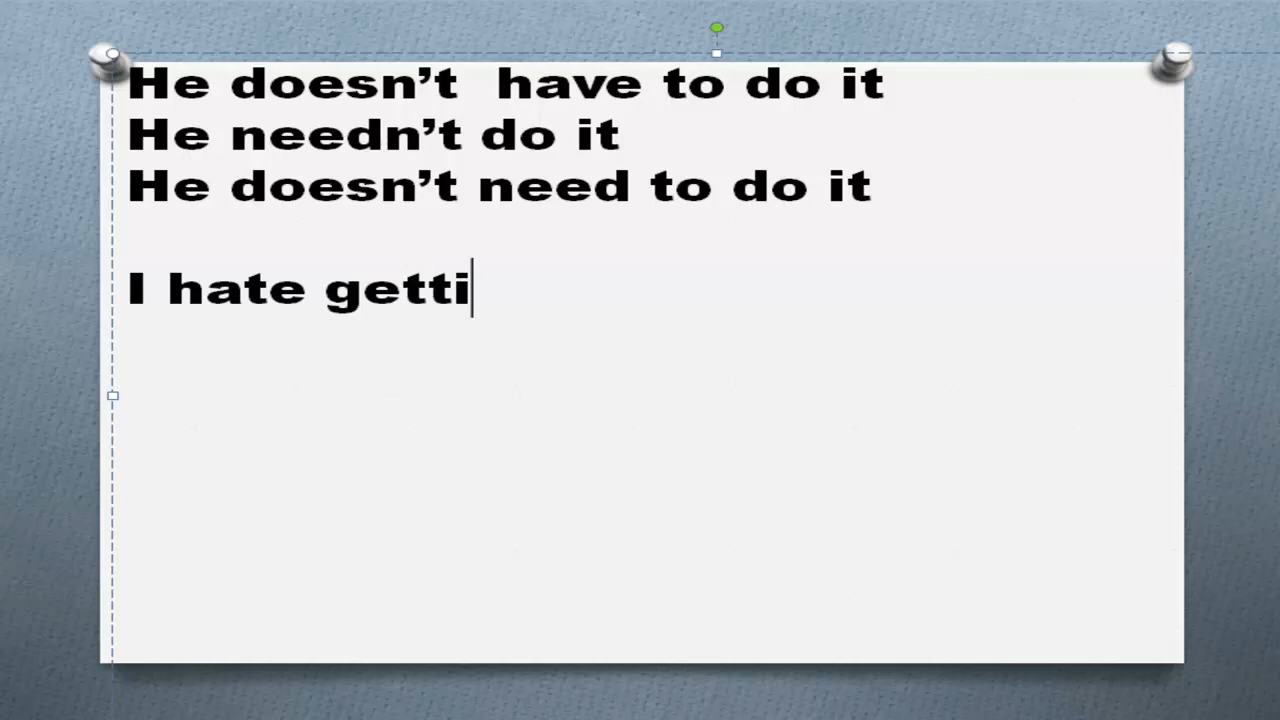 He doesn’t  have to do it
He needn’t do it
He doesn’t need to do it
I hate getti